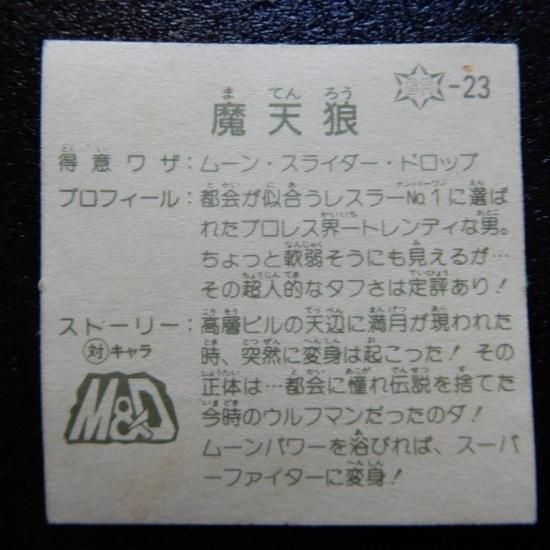 -23
魔天狼
得意ワザ:ムーン・スライダー・ドロップ
プロフィール:都会が似合うレスラーNo.1に選ば
れたプロレス界一トレンディな男。
ちょっと軟弱そうにも見えるが…
その超人的なタフさは定評あり!
ストーリー:高層ビルの天辺に満月が現われた
時、突然に変身は起こった! その
正体は…都会に憧れ伝説を捨てた
今時のウルフマンだったのダ!
ムーンパワーを浴びれば、スーパ
ーファイターに変身!
対キャラ
M&D